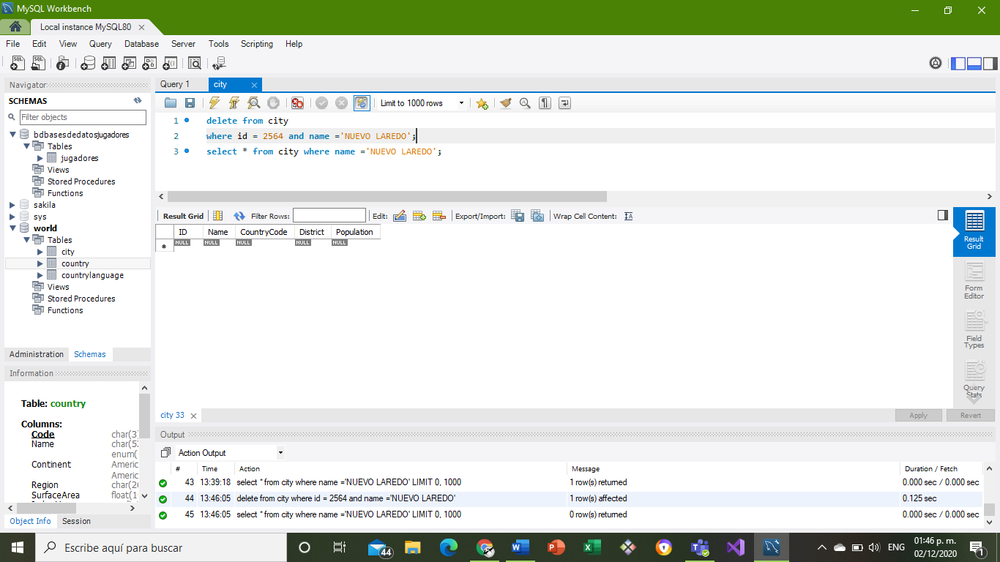 MySQL Workbench
Local instance MySQL80
File Edit View Query Database Server Tools Scripting Help
Navigator
SCHEMAS
Filter objects
bdbasesdedatosjugadores
Tables
jugadores
Views
Stored Procedures
Functions
sakila
sys
world
Tables
city
country
countrylanguage
Views
Stored Procedures
Functions
Administration Schemas
Information
Table: country
Columns:
Code char(3)
Name char(52
enum(
Continent Americ
Americ
Region char(26
SurfaceArea float(1
Object Info Session
Query 1 city
Limit to 1000 rows
1 delete from city
2 where id = 2564 and name ='NUEVO LAREDO';
3 select * from city where name ='NUEVO LAREDO';
Result Grid Filter Rows: Edit: Export/Import: Wrap Cell Content:
ID Name CountryCode District Population
NULL NULL NULL NULL NULL
Result Grid
Form Editor
Field Types
Query Stats
city 33 Apply Revert
Output
Action Output
# Time Action Message Duration / Fetch
43 13:39:18 select * from city where name ='NUEVO LAREDO' LIMIT 0, 1000 1 row(s) returned 0.000 sec / 0.000 sec
44 13:46:05 delete from city where id = 2564 and name ='NUEVO LAREDO' 1 row(s) affected 0.125 sec
45 13:46:05 select * from city where name ='NUEVO LAREDO' LIMIT 0, 1000 0 row(s) returned 0.000 sec / 0.000 sec
Escribe aquí para buscar
44
ENG
01:46 p. m.
02/12/2020
1